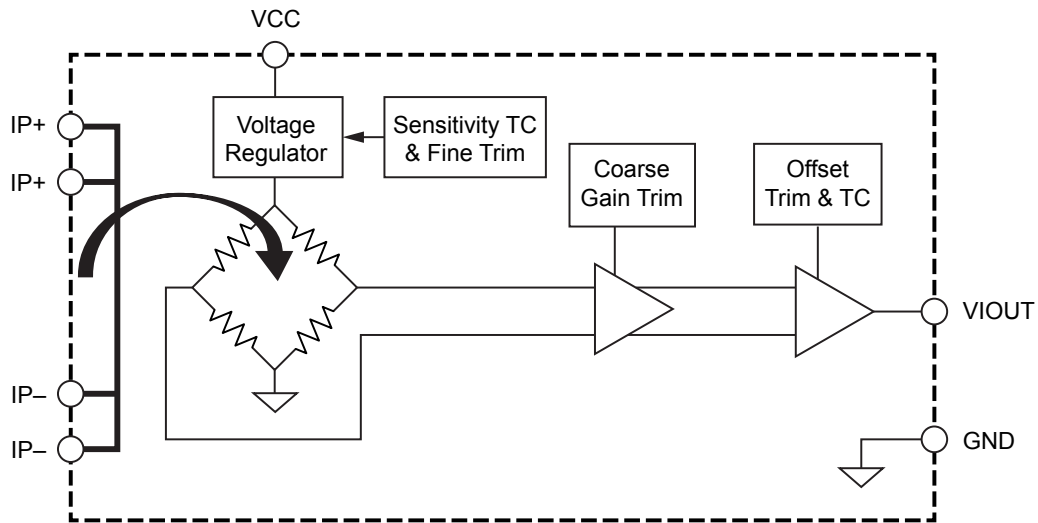 VCC
IP+
IP+
Voltage
Regulator
Sensitivity TC
& Fine Trim
Coarse
Gain Trim
Offset
Trim & TC
VIOUT
IP–
IP–
GND